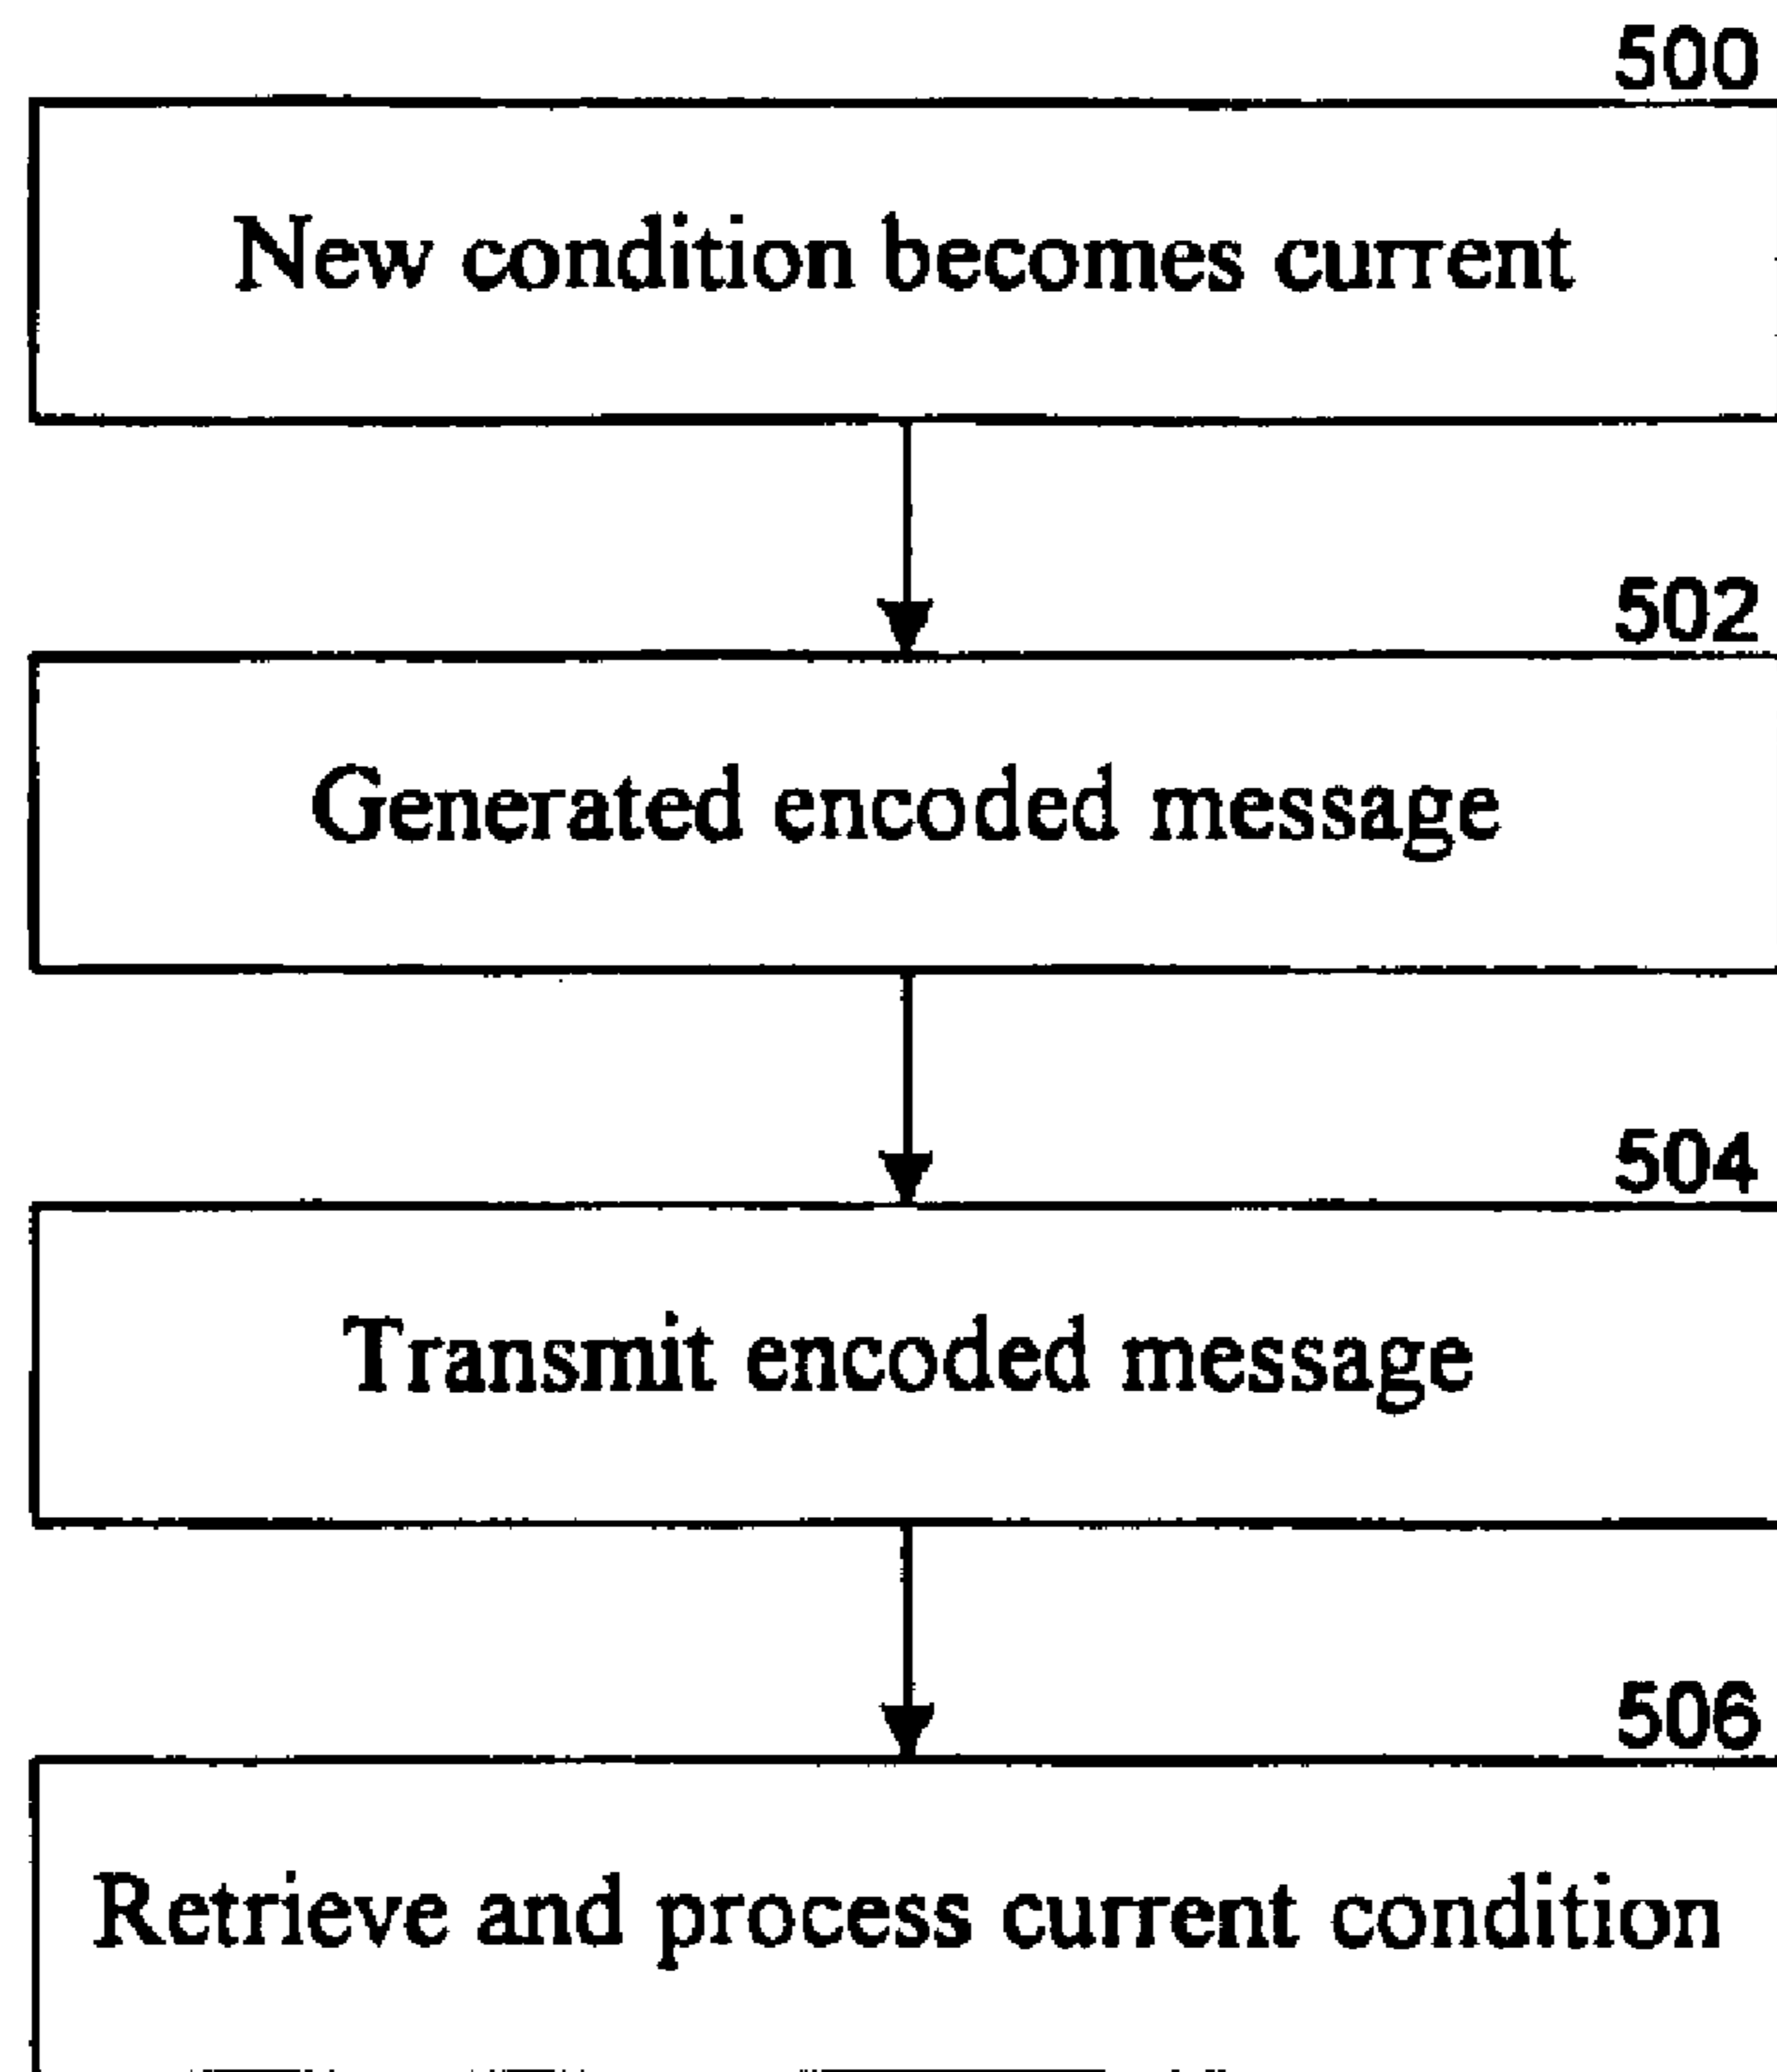 500
New condition becomes current
502
Generated encoded message
504
Transmit encoded message
506
Retrieve and process current condition